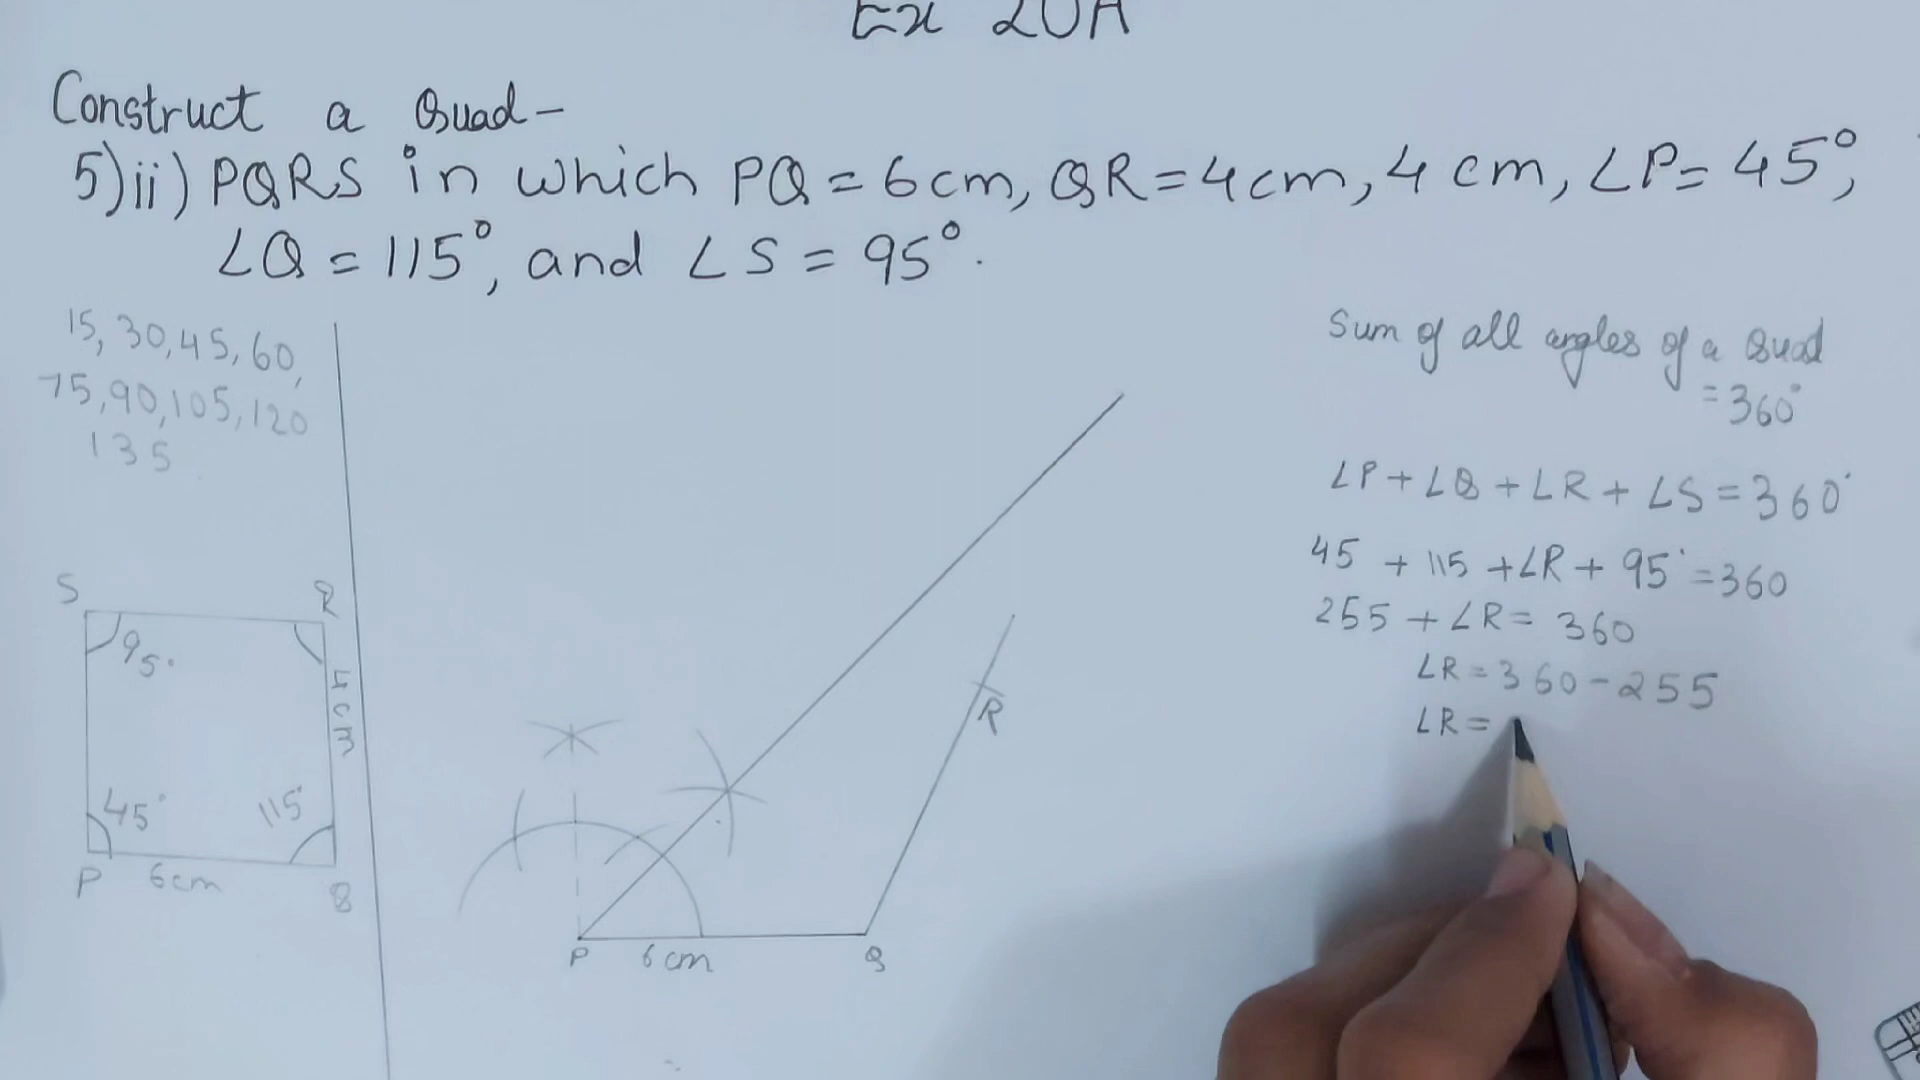 Ex 20A
Construct a Quad-
5)ii) PQRS in which PQ = 6cm, QR = 4cm, 4 cm, ∠P = 45°,
∠Q = 115°, and ∠S = 95°.
15, 30, 45, 60,
75, 90, 105, 120
135
Sum of all angles of a Quad
= 360°
∠P + ∠Q + ∠R + ∠S = 360°
45 + 115 + ∠R + 95° = 360
255 + ∠R = 360
∠R = 360 - 255
∠R =
S
R
95°
4cm
45°
115°
P
6cm
Q
R
P
6 cm
Q